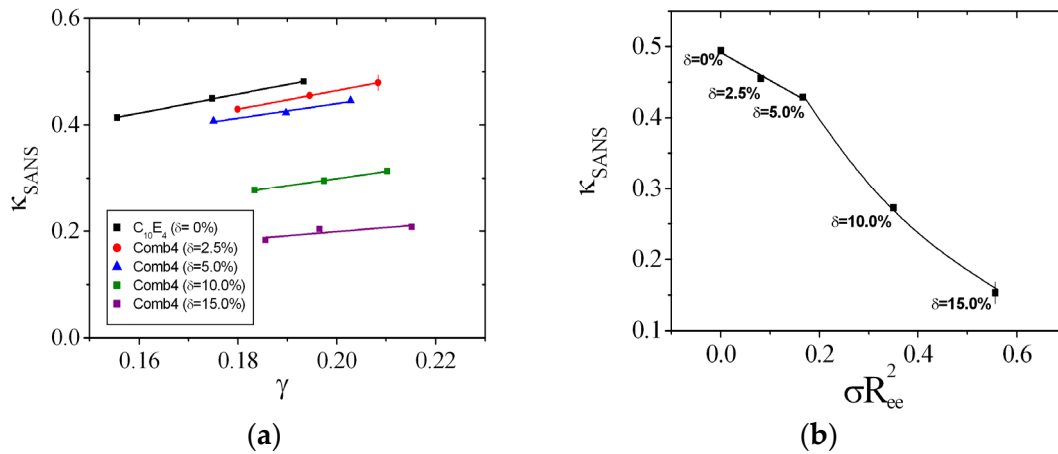 0.6
0.4
0.2
0.0
κSANS
0.16
0.18
0.20
0.22
γ
C10E4 (δ= 0%)
Comb4 (δ=2.5%)
Comb4 (δ=5.0%)
Comb4 (δ=10.0%)
Comb4 (δ=15.0%)
(a)
0.5
0.4
0.3
0.2
0.1
κSANS
δ=0%
δ=2.5%
δ=5.0%
δ=10.0%
δ=15.0%
0.0
0.2
0.4
0.6
σR²ee
(b)